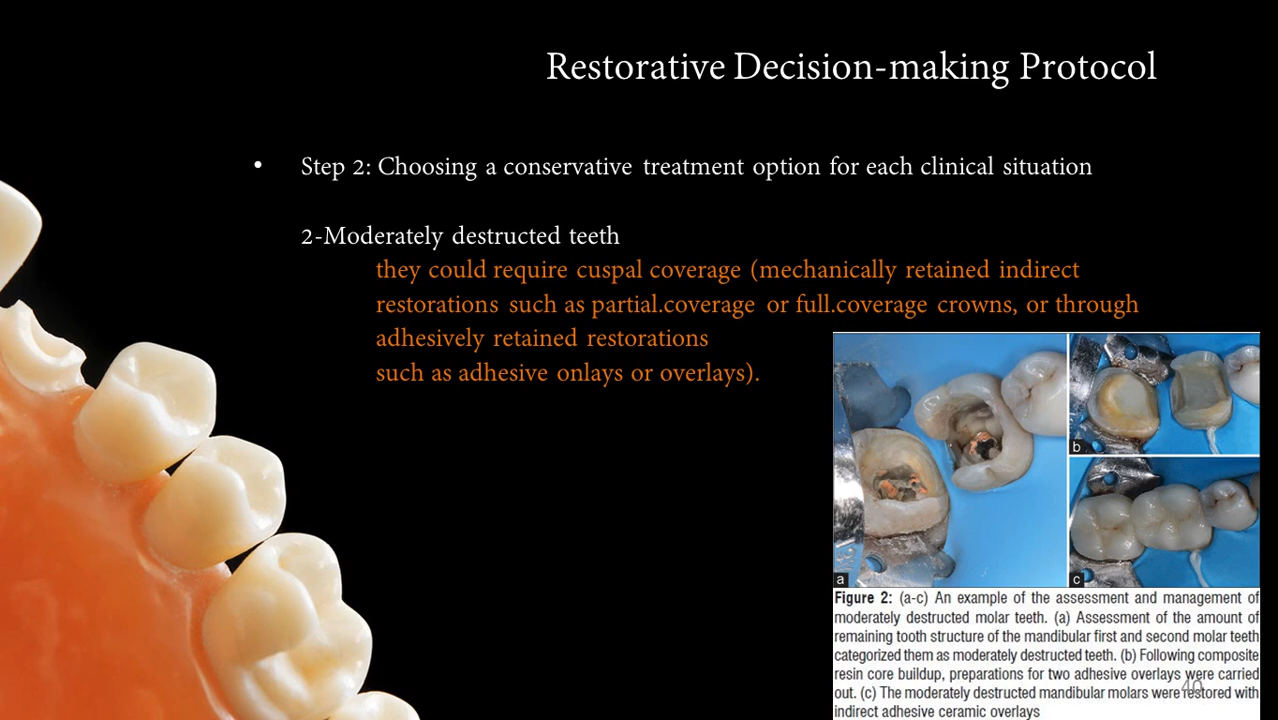 Restorative Decision-making Protocol
• Step 2: Choosing a conservative treatment option for each clinical situation
2-Moderately destructed teeth
they could require cuspal coverage (mechanically retained indirect
restorations such as partial.coverage or full.coverage crowns, or through
adhesively retained restorations
such as adhesive onlays or overlays).
a
b
c
Figure 2: (a-c) An example of the assessment and management of
moderately destructed molar teeth. (a) Assessment of the amount of
remaining tooth structure of the mandibular first and second molar teeth
categorized them as moderately destructed teeth. (b) Following composite
resin core buildup, preparations for two adhesive overlays were carried
out. (c) The moderately destructed mandibular molars were restored with
indirect adhesive ceramic overlays
40